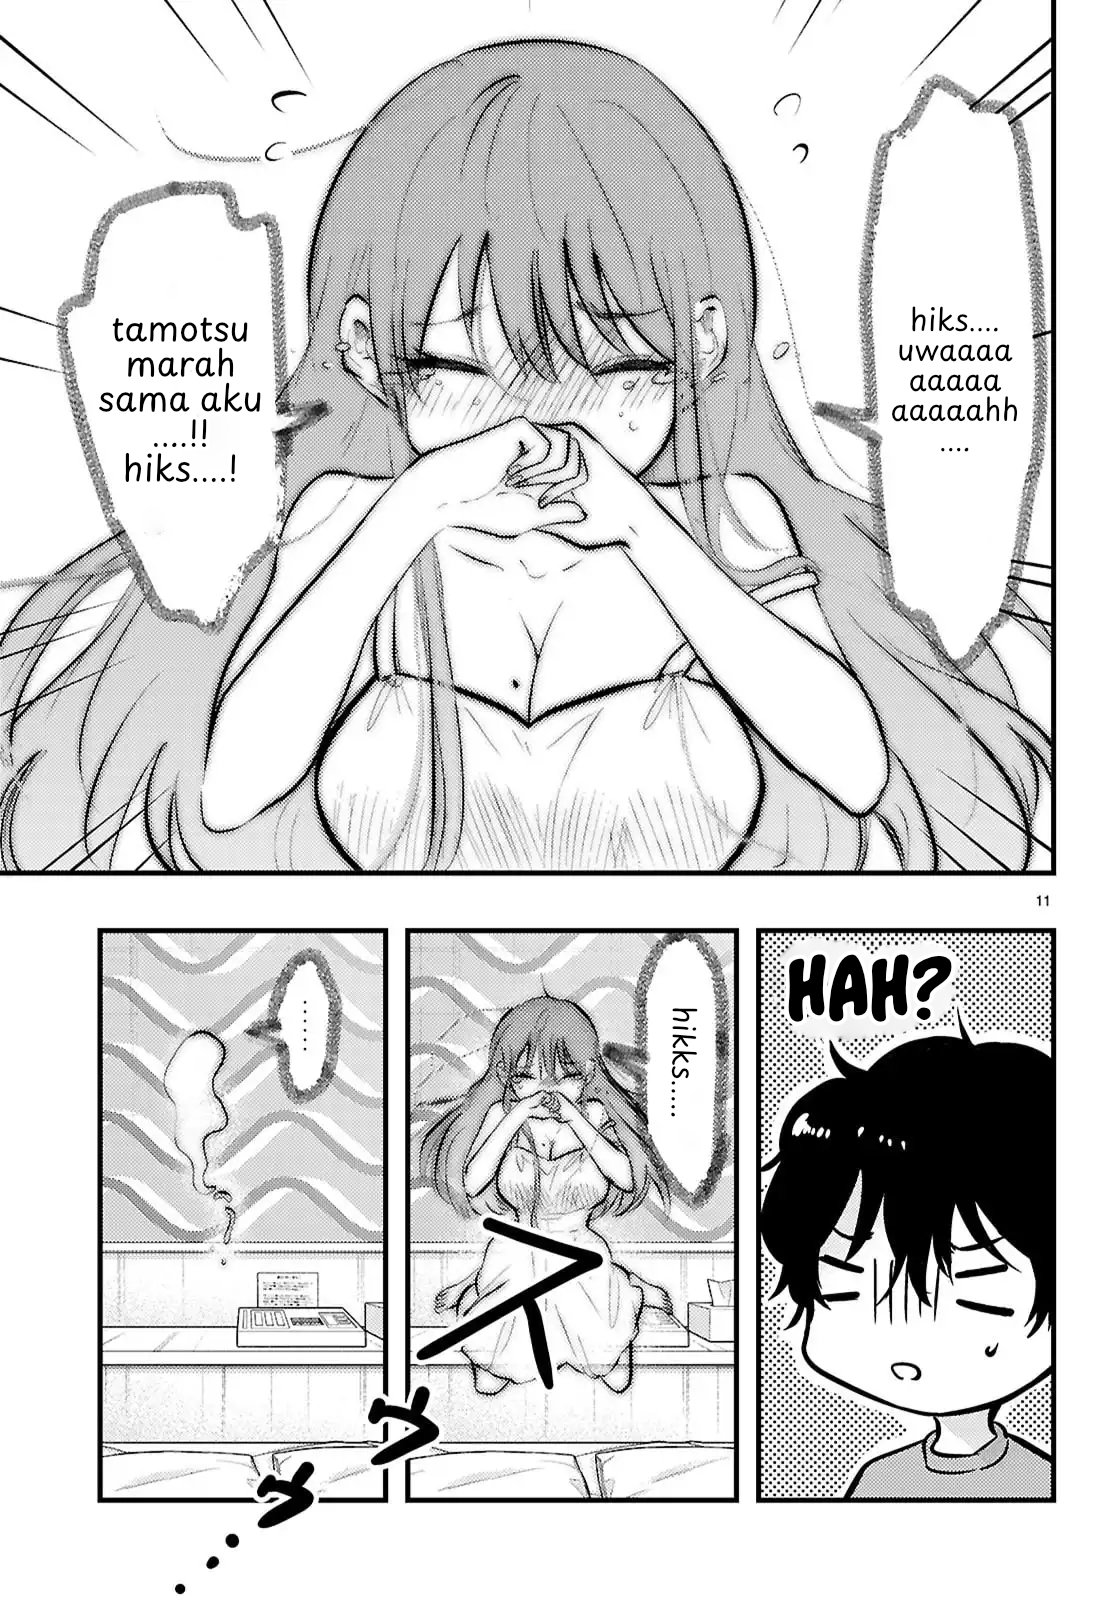 hiks....
uwaaaa
aaaaa
aaaaahh
....
tamotsu
marah
sama aku
....!!
hiks....!
11
HAH?
hikks.....
......